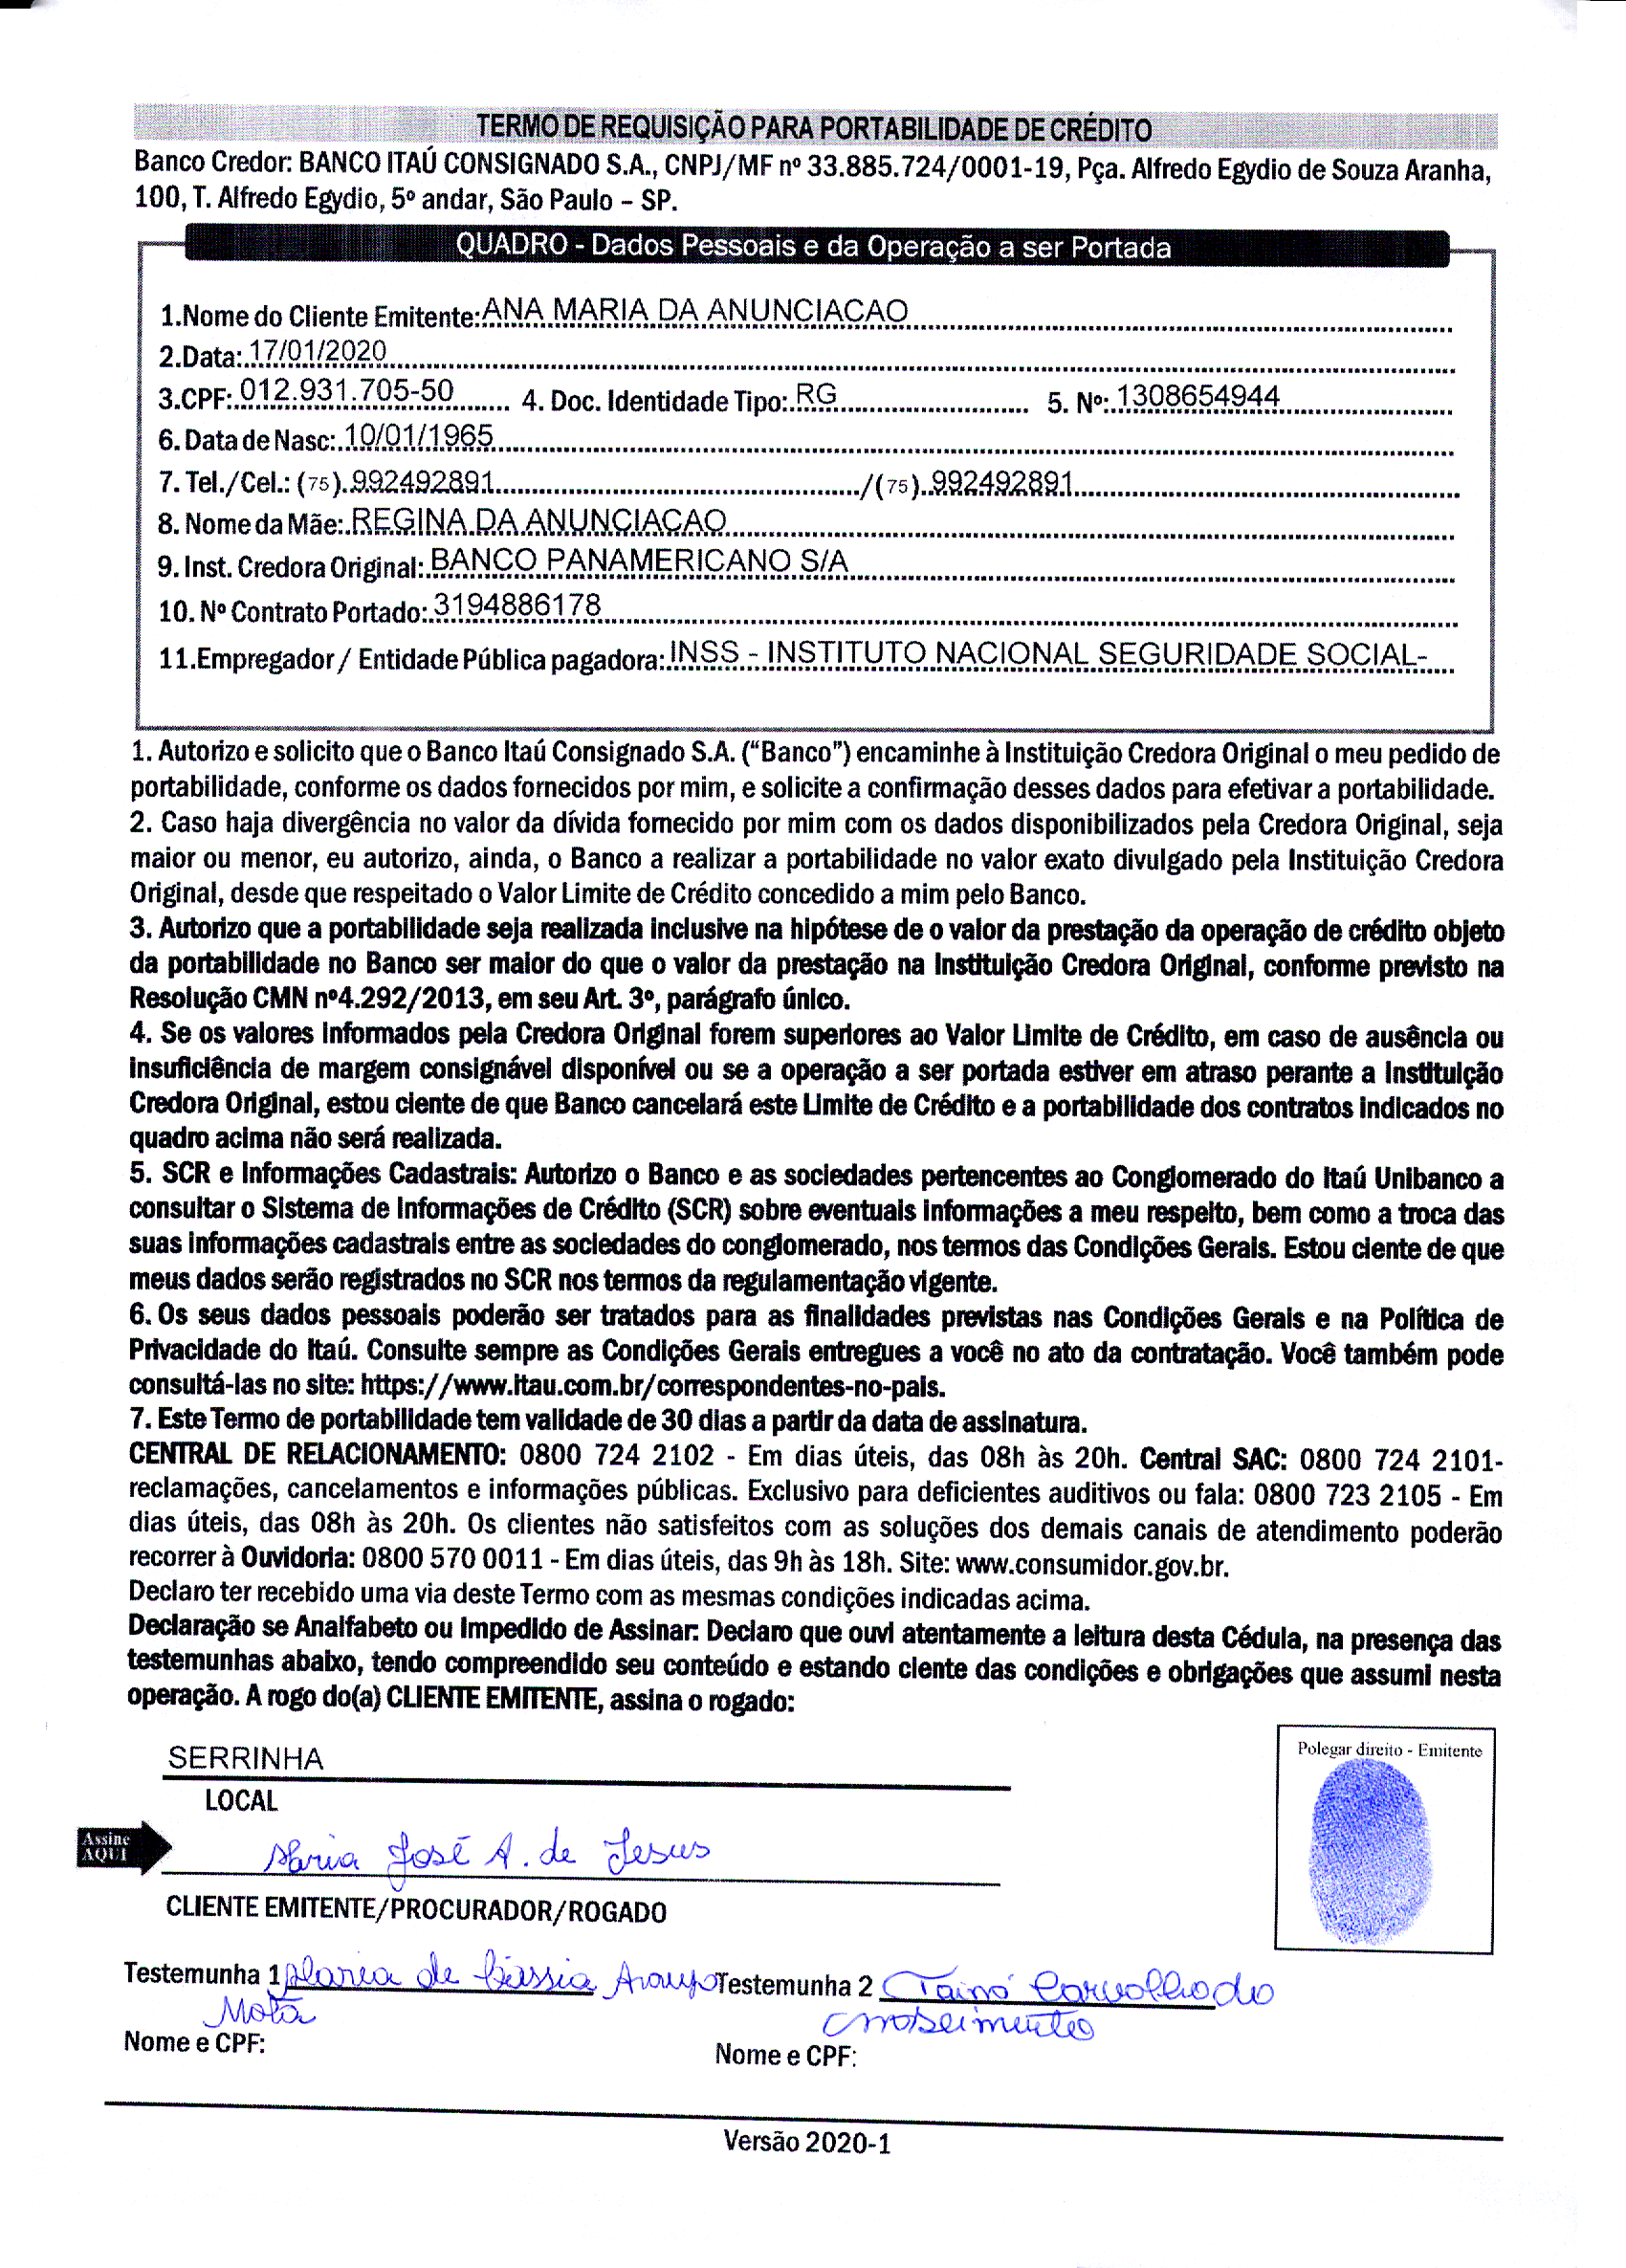 TERMO DE REQUISIÇÃO PARA PORTABILIDADE DE CRÉDITO
Banco Credor: BANCO ITAÚ CONSIGNADO S.A., CNPJ/MF nº 33.885.724/0001-19, Pça. Alfredo Egydio de Souza Aranha,
100, T. Alfredo Egydio, 5º andar, São Paulo – SP.
QUADRO - Dados Pessoais e da Operação a ser Portada
1.Nome do Cliente Emitente: ANA MARIA DA ANUNCIACAO
2.Data: 17/01/2020
3.CPF: 012.931.705-50 4. Doc. Identidade Tipo: RG 5. Nº: 1308654944
6. Data de Nasc: 10/01/1965
7. Tel./Cel.: (75) 992492891 /(75) 992492891
8. Nome da Mãe: REGINA DA ANUNCIACAO
9. Inst. Credora Original: BANCO PANAMERICANO S/A
10. Nº Contrato Portado: 3194886178
11.Empregador / Entidade Pública pagadora: INSS - INSTITUTO NACIONAL SEGURIDADE SOCIAL-
1. Autorizo e solicito que o Banco Itaú Consignado S.A. (“Banco”) encaminhe à Instituição Credora Original o meu pedido de
portabilidade, conforme os dados fornecidos por mim, e solicite a confirmação desses dados para efetivar a portabilidade.
2. Caso haja divergência no valor da dívida fornecido por mim com os dados disponibilizados pela Credora Original, seja
maior ou menor, eu autorizo, ainda, o Banco a realizar a portabilidade no valor exato divulgado pela Instituição Credora
Original, desde que respeitado o Valor Limite de Crédito concedido a mim pelo Banco.
3. Autorizo que a portabilidade seja realizada inclusive na hipótese de o valor da prestação da operação de crédito objeto
da portabilidade no Banco ser maior do que o valor da prestação na Instituição Credora Original, conforme previsto na
Resolução CMN nº4.292/2013, em seu Art. 3º, parágrafo único.
4. Se os valores informados pela Credora Original forem superiores ao Valor Limite de Crédito, em caso de ausência ou
insuficiência de margem consignável disponível ou se a operação a ser portada estiver em atraso perante a Instituição
Credora Original, estou ciente de que Banco cancelará este Limite de Crédito e a portabilidade dos contratos indicados no
quadro acima não será realizada.
5. SCR e Informações Cadastrais: Autorizo o Banco e as sociedades pertencentes ao Conglomerado do Itaú Unibanco a
consultar o Sistema de Informações de Crédito (SCR) sobre eventuais informações a meu respeito, bem como a troca das
suas informações cadastrais entre as sociedades do conglomerado, nos termos das Condições Gerais. Estou ciente de que
meus dados serão registrados no SCR nos termos da regulamentação vigente.
6. Os seus dados pessoais poderão ser tratados para as finalidades previstas nas Condições Gerais e na Política de
Privacidade do Itaú. Consulte sempre as Condições Gerais entregues a você no ato da contratação. Você também pode
consultá-las no site: https://www.itau.com.br/correspondentes-no-pais.
7. Este Termo de portabilidade tem validade de 30 dias a partir da data de assinatura.
CENTRAL DE RELACIONAMENTO: 0800 724 2102 - Em dias úteis, das 08h às 20h. Central SAC: 0800 724 2101-
reclamações, cancelamentos e informações públicas. Exclusivo para deficientes auditivos ou fala: 0800 723 2105 - Em
dias úteis, das 08h às 20h. Os clientes não satisfeitos com as soluções dos demais canais de atendimento poderão
recorrer à Ouvidoria: 0800 570 0011 - Em dias úteis, das 9h às 18h. Site: www.consumidor.gov.br.
Declaro ter recebido uma via deste Termo com as mesmas condições indicadas acima.
Declaração se Analfabeto ou Impedido de Assinar: Declaro que ouvi atentamente a leitura desta Cédula, na presença das
testemunhas abaixo, tendo compreendido seu conteúdo e estando ciente das condições e obrigações que assumi nesta
operação. A rogo do(a) CLIENTE EMITENTE, assina o rogado:
Polegar direito - Emitente
SERRINHA
LOCAL
Assine
AQUI
Maria José A. de Jesus
CLIENTE EMITENTE/PROCURADOR/ROGADO
Testemunha 1 Maria de Cássia Araujo Testemunha 2 Tainá Carvalho do
Mota Nascimento
Nome e CPF: Nome e CPF:
Versão 2020-1